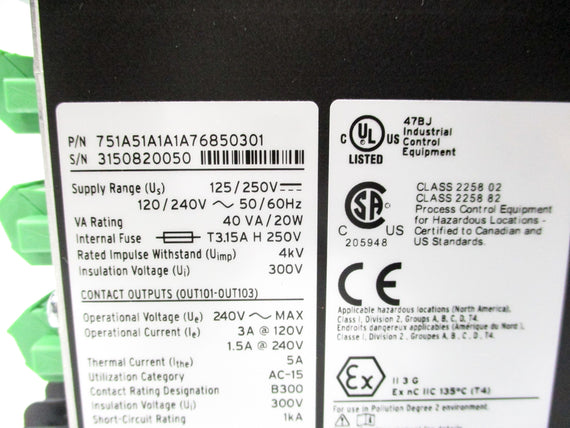 P/N 751A51A1A1A76850301
S/N 3150820050
Supply Range (Us) 125/250V⎓
120/240V ∼ 50/60Hz
VA Rating 40 VA/20W
Internal Fuse T3.15A H 250V
Rated Impulse Withstand (Uimp) 4kV
Insulation Voltage (Ui) 300V
CONTACT OUTPUTS (OUT101-OUT103)
Operational Voltage (Ue) 240V ∼ MAX
Operational Current (Ie) 3A @ 120V
1.5A @ 240V
Thermal Current (Ithe) 5A
Utilization Category AC-15
Contact Rating Designation B300
Insulation Voltage (Ui) 300V
Short-Circuit Rating 1kA
C UL US
LISTED
47BJ
Industrial
Control
Equipment
SA
C US
205948
CLASS 2258 02
CLASS 2258 82
Process Control Equipment
for Hazardous Locations -
Certified to Canadian and
US Standards.
CE
Applicable hazardous locations (North America),
Class I, Division 2, Groups A, B, C, D, T4.
Endroits dangereux applicables (Amérique du Nord),
Classe I, Division 2, Groupes A, B, C, D, T4.
Ex
II 3 G
Ex nC IIC 135°C (T4)
For use in Pollution Degree 2 environment.